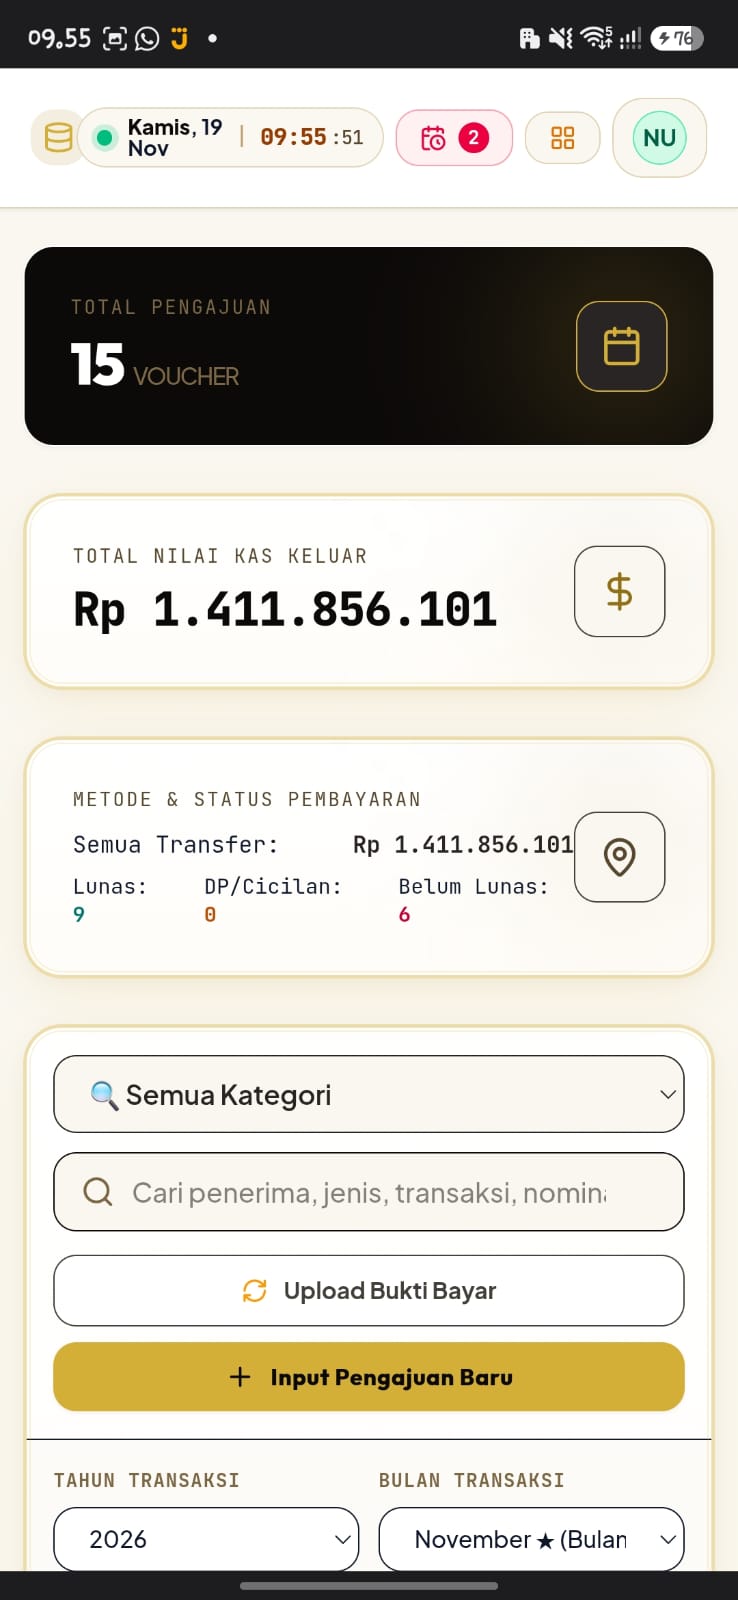 09.55
76
Kamis, 19
Nov
09:55 :51
2
NU
TOTAL PENGAJUAN
15 VOUCHER
TOTAL NILAI KAS KELUAR
Rp 1.411.856.101
METODE & STATUS PEMBAYARAN
Semua Transfer: Rp 1.411.856.101
Lunas: DP/Cicilan: Belum Lunas:
9 0 6
Semua Kategori
Cari penerima, jenis, transaksi, nomina
Upload Bukti Bayar
+ Input Pengajuan Baru
TAHUN TRANSAKSI BULAN TRANSAKSI
2026 November ★ (Bulan